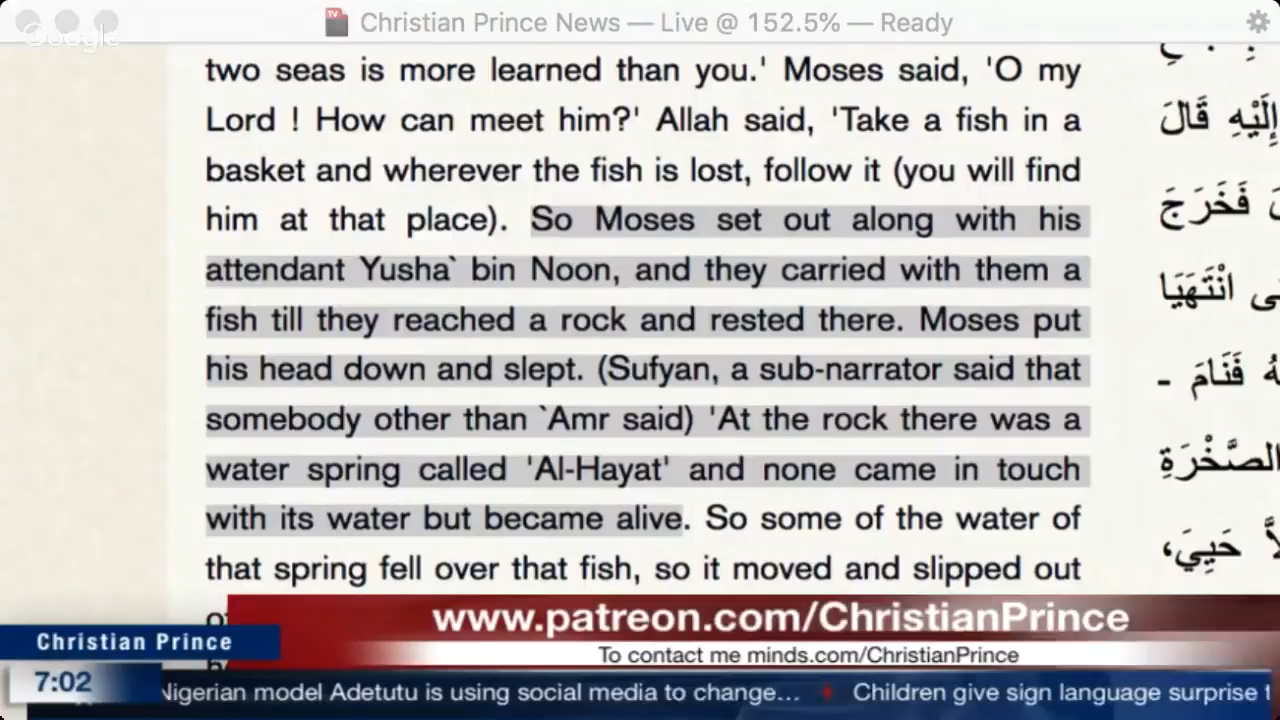 Christian Prince News — Live @ 152.5% — Ready
Google
two seas is more learned than you.' Moses said, 'O my
Lord ! How can meet him?' Allah said, 'Take a fish in a
basket and wherever the fish is lost, follow it (you will find
him at that place). So Moses set out along with his
attendant Yusha` bin Noon, and they carried with them a
fish till they reached a rock and rested there. Moses put
his head down and slept. (Sufyan, a sub-narrator said that
somebody other than `Amr said) 'At the rock there was a
water spring called 'Al-Hayat' and none came in touch
with its water but became alive. So some of the water of
that spring fell over that fish, so it moved and slipped out
إِلَيْهِ قَالَ
فَخَرَجَ
انْتَهَيَا
فَنَامَ -
الصَّخْرَةِ
حَيِيَ،
www.patreon.com/ChristianPrince
To contact me minds.com/ChristianPrince
Christian Prince
7:02
Nigerian model Adetutu is using social media to change... Children give sign language surprise